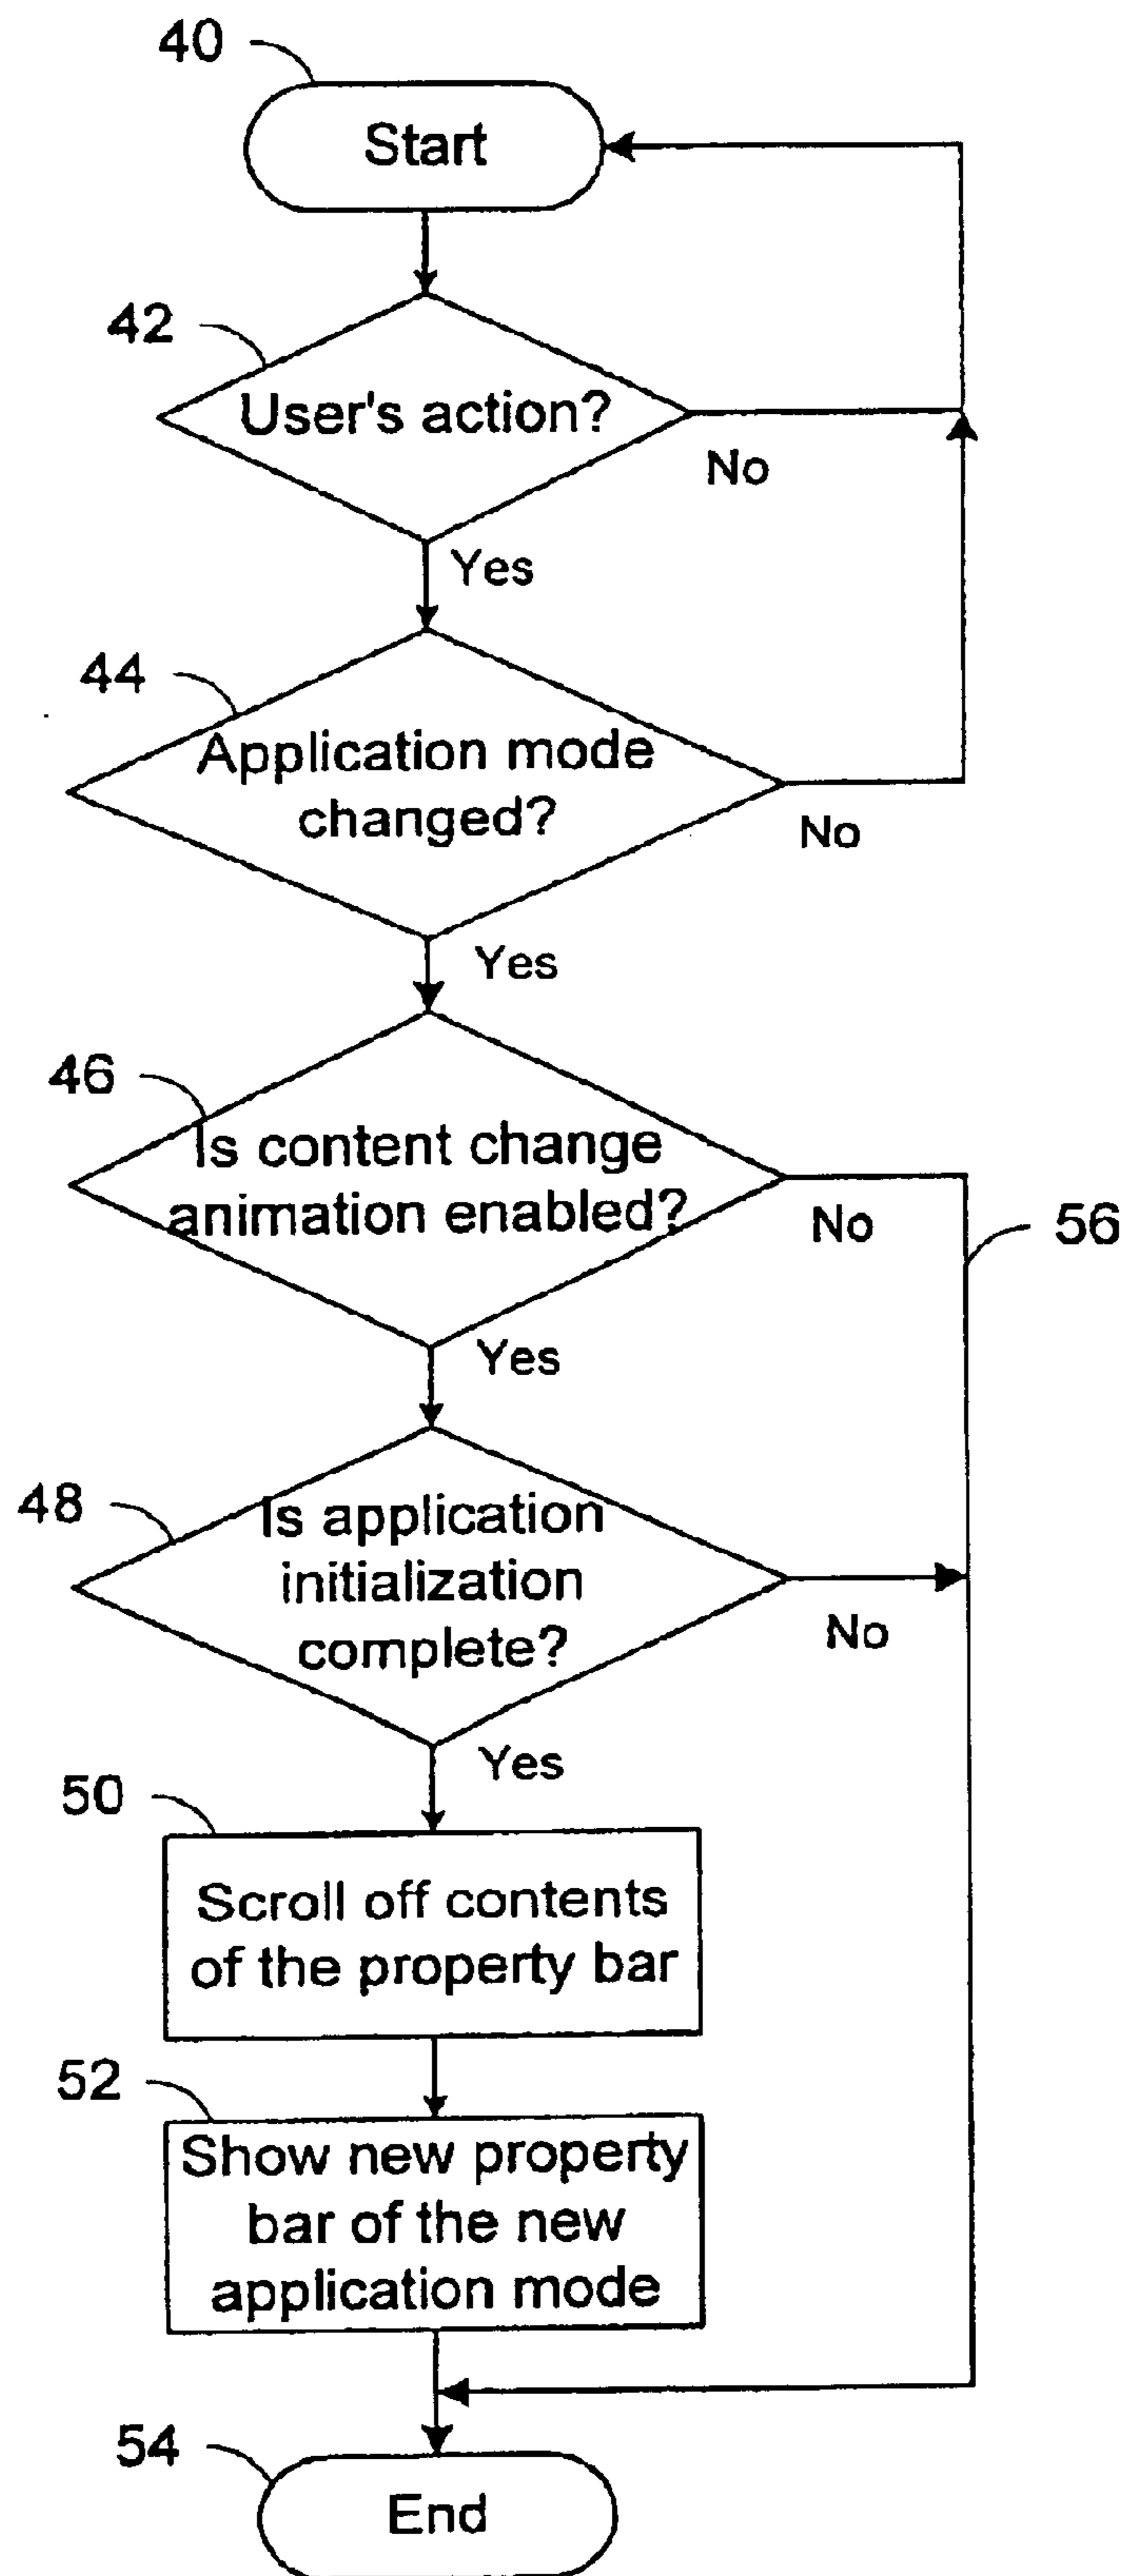 40
Start
42
User's action?
No
Yes
44
Application mode
changed?
No
Yes
46
Is content change
animation enabled?
No
56
Yes
48
Is application
initialization
complete?
No
Yes
50
Scroll off contents
of the property bar
52
Show new property
bar of the new
application mode
54
End